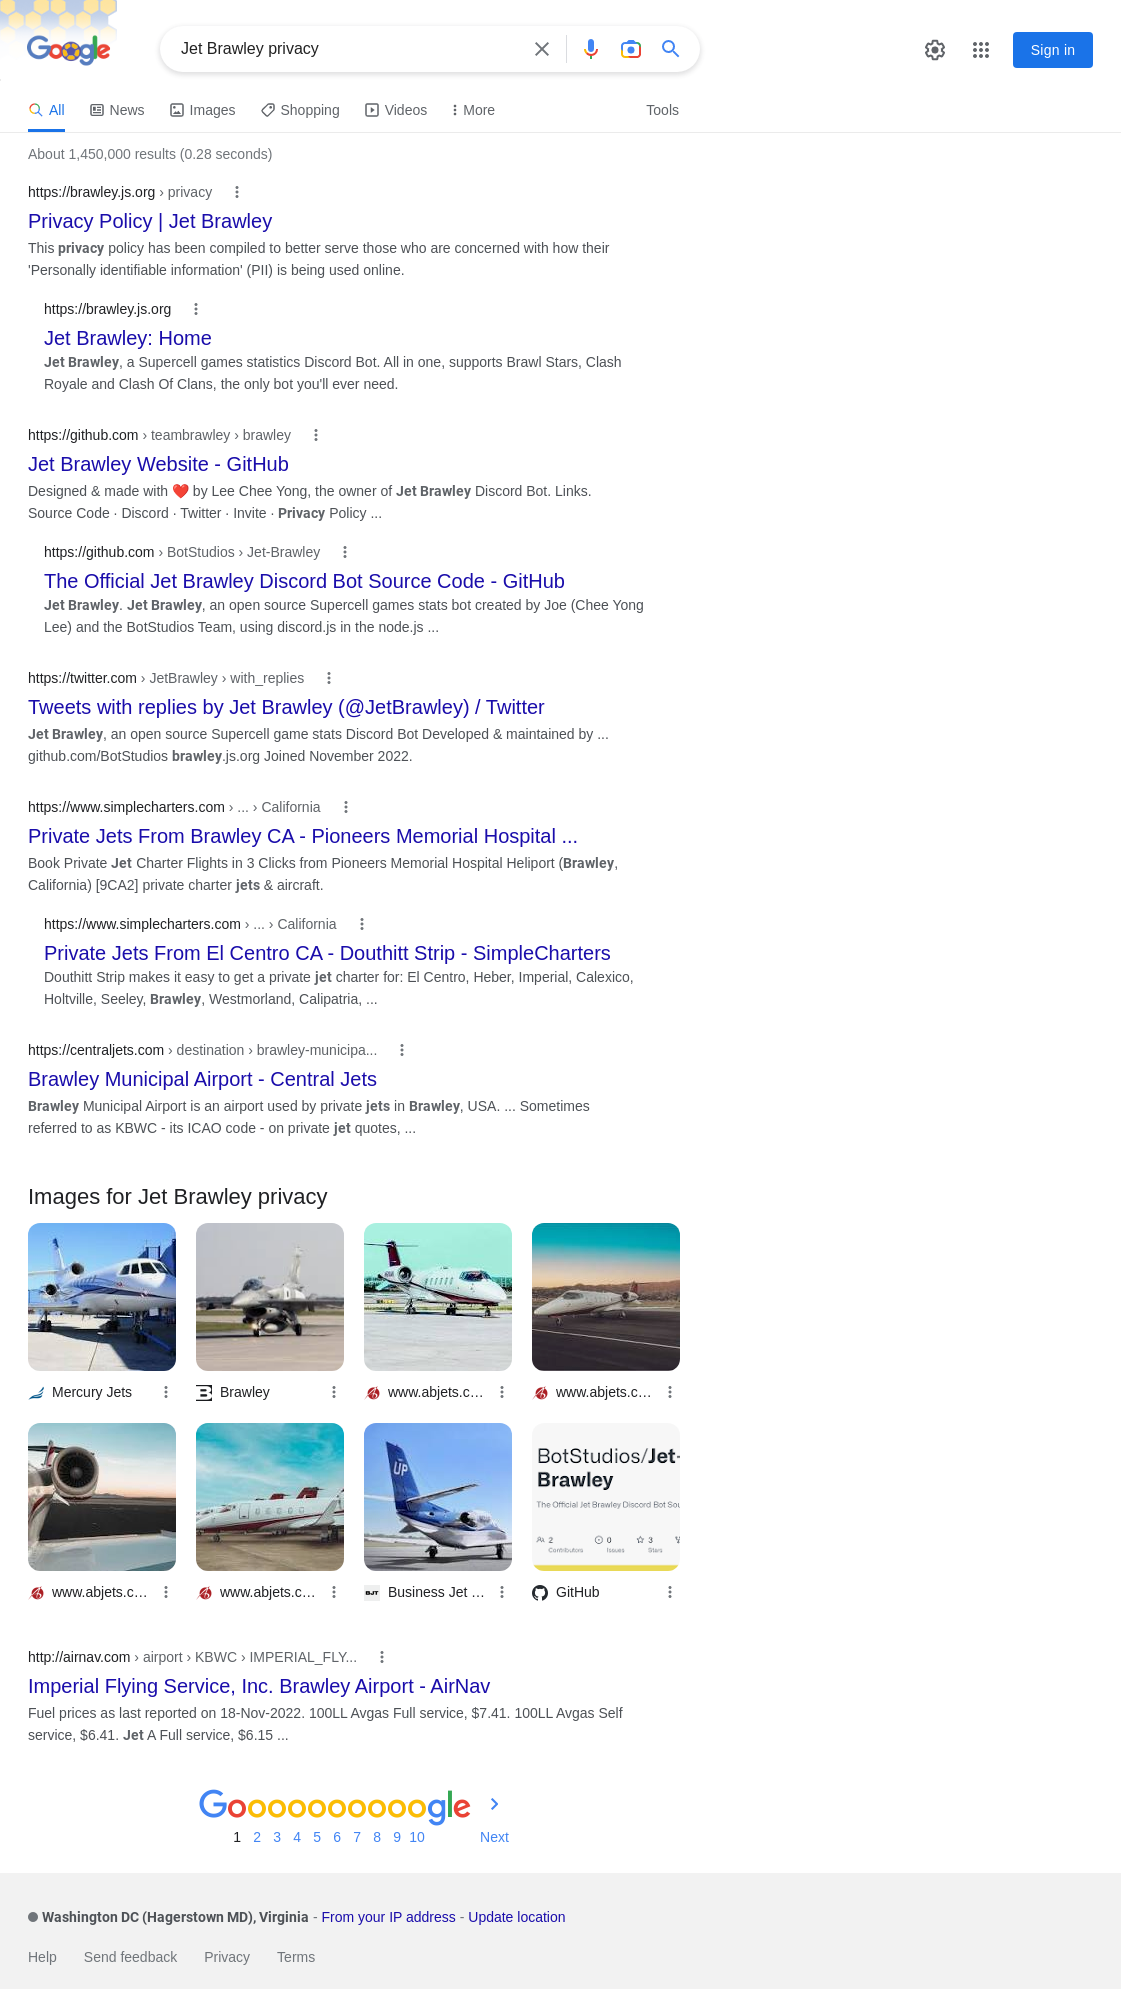 Google
Jet Brawley privacy
Sign in
All
News
Images
Shopping
Videos
More
Tools
About 1,450,000 results (0.28 seconds)
https://brawley.js.org › privacy
Privacy Policy | Jet Brawley
This privacy policy has been compiled to better serve those who are concerned with how their
'Personally identifiable information' (PII) is being used online.
https://brawley.js.org
Jet Brawley: Home
Jet Brawley, a Supercell games statistics Discord Bot. All in one, supports Brawl Stars, Clash
Royale and Clash Of Clans, the only bot you'll ever need.
https://github.com › teambrawley › brawley
Jet Brawley Website - GitHub
Designed & made with ❤️ by Lee Chee Yong, the owner of Jet Brawley Discord Bot. Links.
Source Code · Discord · Twitter · Invite · Privacy Policy ...
https://github.com › BotStudios › Jet-Brawley
The Official Jet Brawley Discord Bot Source Code - GitHub
Jet Brawley. Jet Brawley, an open source Supercell games stats bot created by Joe (Chee Yong
Lee) and the BotStudios Team, using discord.js in the node.js ...
https://twitter.com › JetBrawley › with_replies
Tweets with replies by Jet Brawley (@JetBrawley) / Twitter
Jet Brawley, an open source Supercell game stats Discord Bot Developed & maintained by ...
github.com/BotStudios brawley.js.org Joined November 2022.
https://www.simplecharters.com › ... › California
Private Jets From Brawley CA - Pioneers Memorial Hospital ...
Book Private Jet Charter Flights in 3 Clicks from Pioneers Memorial Hospital Heliport (Brawley,
California) [9CA2] private charter jets & aircraft.
https://www.simplecharters.com › ... › California
Private Jets From El Centro CA - Douthitt Strip - SimpleCharters
Douthitt Strip makes it easy to get a private jet charter for: El Centro, Heber, Imperial, Calexico,
Holtville, Seeley, Brawley, Westmorland, Calipatria, ...
https://centraljets.com › destination › brawley-municipa...
Brawley Municipal Airport - Central Jets
Brawley Municipal Airport is an airport used by private jets in Brawley, USA. ... Sometimes
referred to as KBWC - its ICAO code - on private jet quotes, ...
Images for Jet Brawley privacy
Mercury Jets
Brawley
www.abjets.c...
www.abjets.c...
UP
BotStudios/Jet-
Brawley
The Official Jet Brawley Discord Bot Sou
2
0
3
Contributors
Issues
Stars
www.abjets.c...
www.abjets.c...
BJT
Business Jet ...
GitHub
http://airnav.com › airport › KBWC › IMPERIAL_FLY...
Imperial Flying Service, Inc. Brawley Airport - AirNav
Fuel prices as last reported on 18-Nov-2022. 100LL Avgas Full service, $7.41. 100LL Avgas Self
service, $6.41. Jet A Full service, $6.15 ...
Goooooooooogle
1 2 3 4 5 6 7 8 9 10 Next
Washington DC (Hagerstown MD), Virginia - From your IP address - Update location
Help Send feedback Privacy Terms